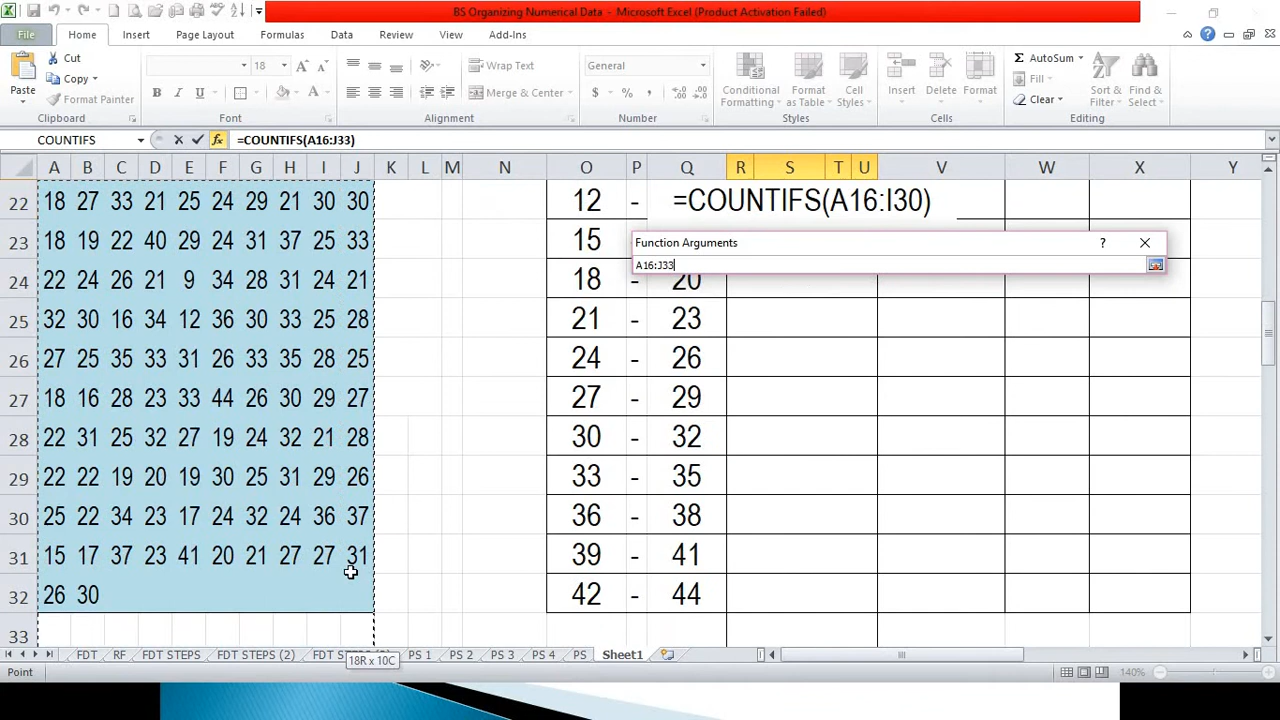 BS Organizing Numerical Data - Microsoft Excel (Product Activation Failed)
File Home Insert Page Layout Formulas Data Review View Add-Ins
Cut
Copy
Format Painter
Paste
18
Wrap Text
Merge & Center
General
Conditional Formatting
Format as Table
Cell Styles
Insert Delete Format
AutoSum
Fill
Clear
Sort & Filter
Find & Select
Clipboard Font Alignment Number Styles Cells Editing
COUNTIFS =COUNTIFS(A16:J33)
A B C D E F G H I J K L M N O P Q R S T U V W X Y
22 18 27 33 21 25 24 29 21 30 30 12 - =COUNTIFS(A16:I30)
23 18 19 22 40 29 24 31 37 25 33 15 -
Function Arguments ?
A16:J33
24 22 24 26 21 9 34 28 31 24 21 18 - 20
25 32 30 16 34 12 36 30 33 25 28 21 - 23
26 27 25 35 33 31 26 33 35 28 25 24 - 26
27 18 16 28 23 33 44 26 30 29 27 27 - 29
28 22 31 25 32 27 19 24 32 21 28 30 - 32
29 22 22 19 20 19 30 25 31 29 26 33 - 35
30 25 22 34 23 17 24 32 24 36 37 36 - 38
31 15 17 37 23 41 20 21 27 27 31 39 - 41
32 26 30 42 - 44
33
FDT RF FDT STEPS FDT STEPS (2) FDT STEPS PS 1 PS 2 PS 3 PS 4 PS Sheet1
18R x 10C
Point 140%